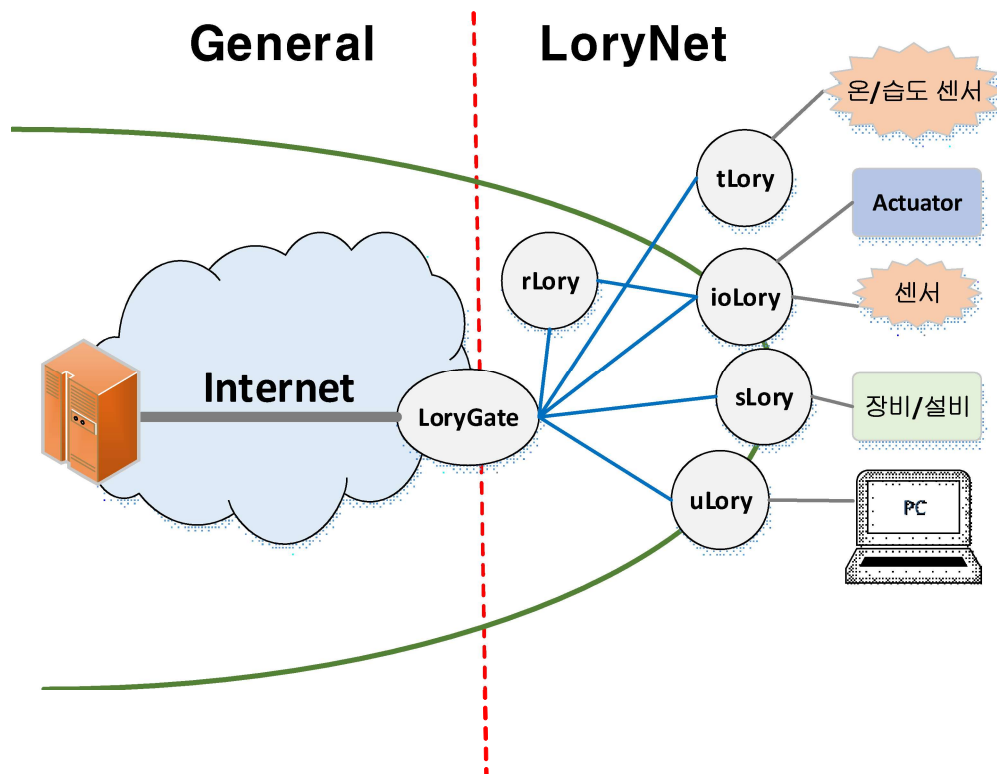 General
LoryNet
온/습도 센서
tLory
Actuator
rLory
ioLory
센서
Internet
LoryGate
sLory
장비/설비
uLory
PC